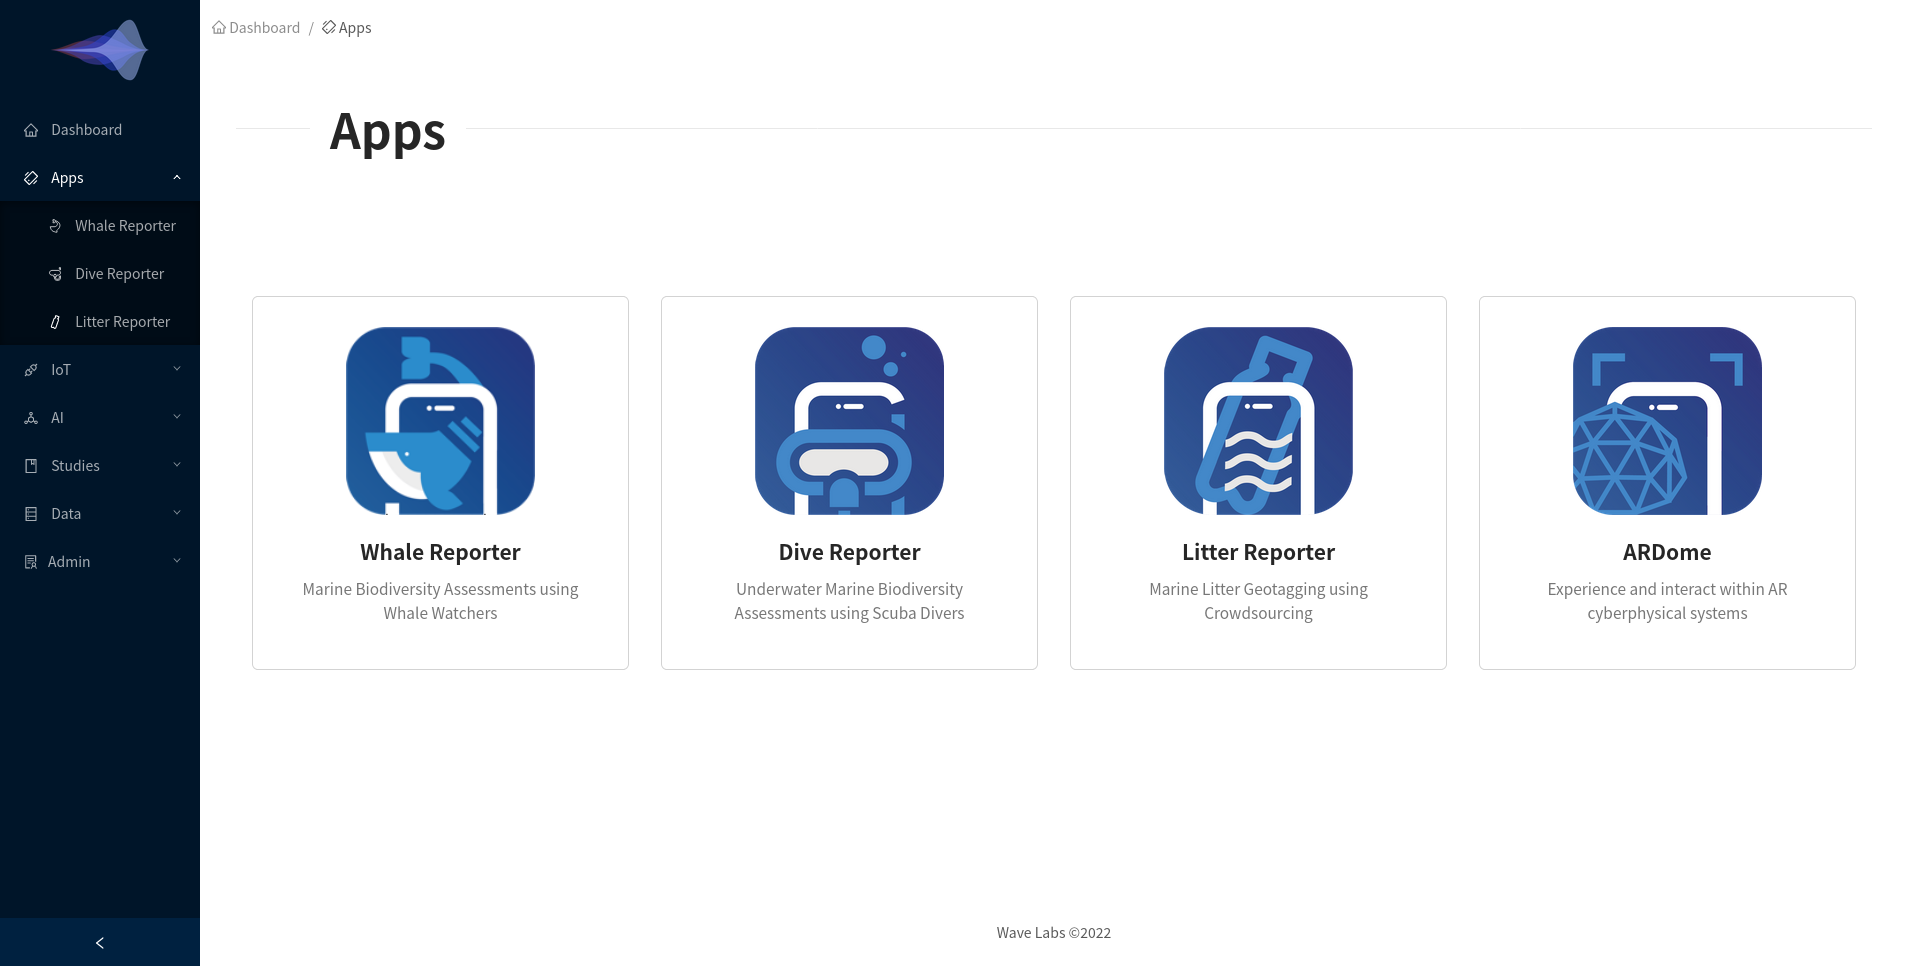 Dashboard / Apps
Dashboard
Apps
Whale Reporter
Dive Reporter
Litter Reporter
IoT
AI
Studies
Data
Admin
Apps
Whale Reporter
Marine Biodiversity Assessments using
Whale Watchers
Dive Reporter
Underwater Marine Biodiversity
Assessments using Scuba Divers
Litter Reporter
Marine Litter Geotagging using
Crowdsourcing
ARDome
Experience and interact within AR
cyberphysical systems
Wave Labs ©2022